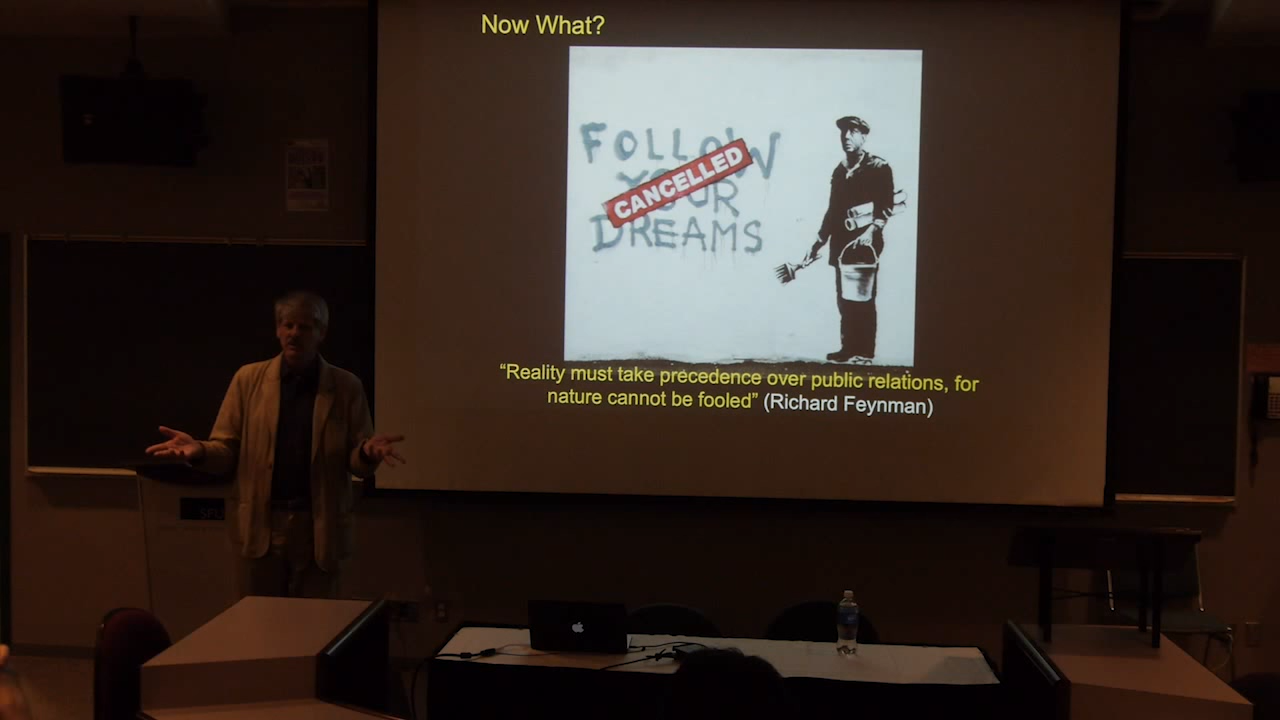 Now What?
FOLLOW
YOUR
CANCELLED
DREAMS
“Reality must take precedence over public relations, for
nature cannot be fooled” (Richard Feynman)
SFU